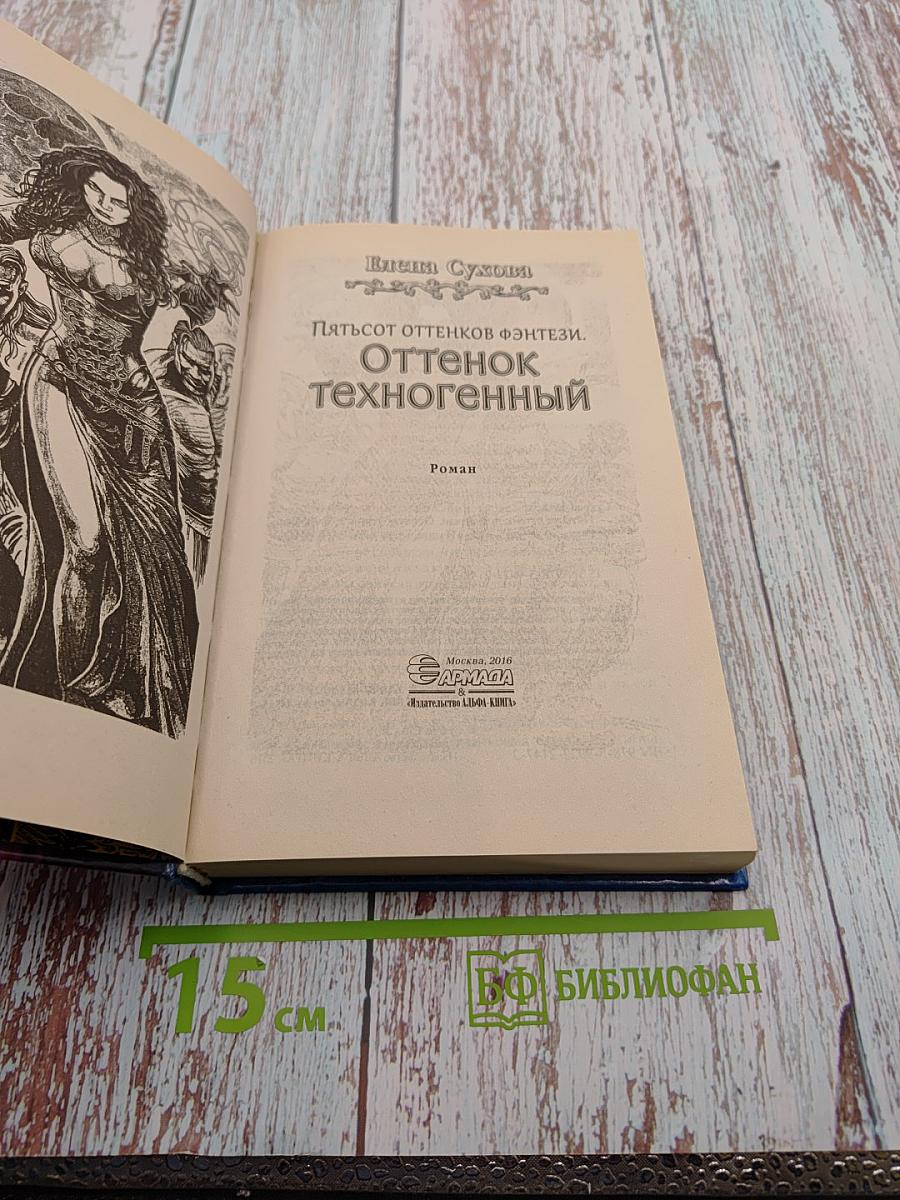 Елена Сухова
Пятьсот оттенков фэнтези.
Оттенок
техногенный
Роман
Москва, 2016
АРМАДА
&
«Издательство АЛЬФА-КНИГА»
15 см
БФ БИБЛИОФАН